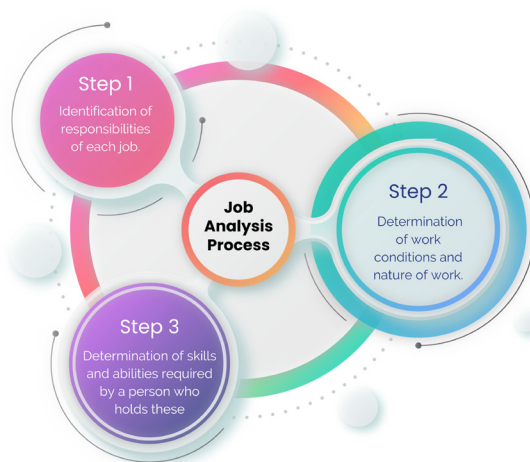 Step 1
Identification of
responsibilities
of each job.
Job
Analysis
Process
Step 2
Determination
of work
conditions and
nature of work.
Step 3
Determination of skills
and abilities required
by a person who
holds these